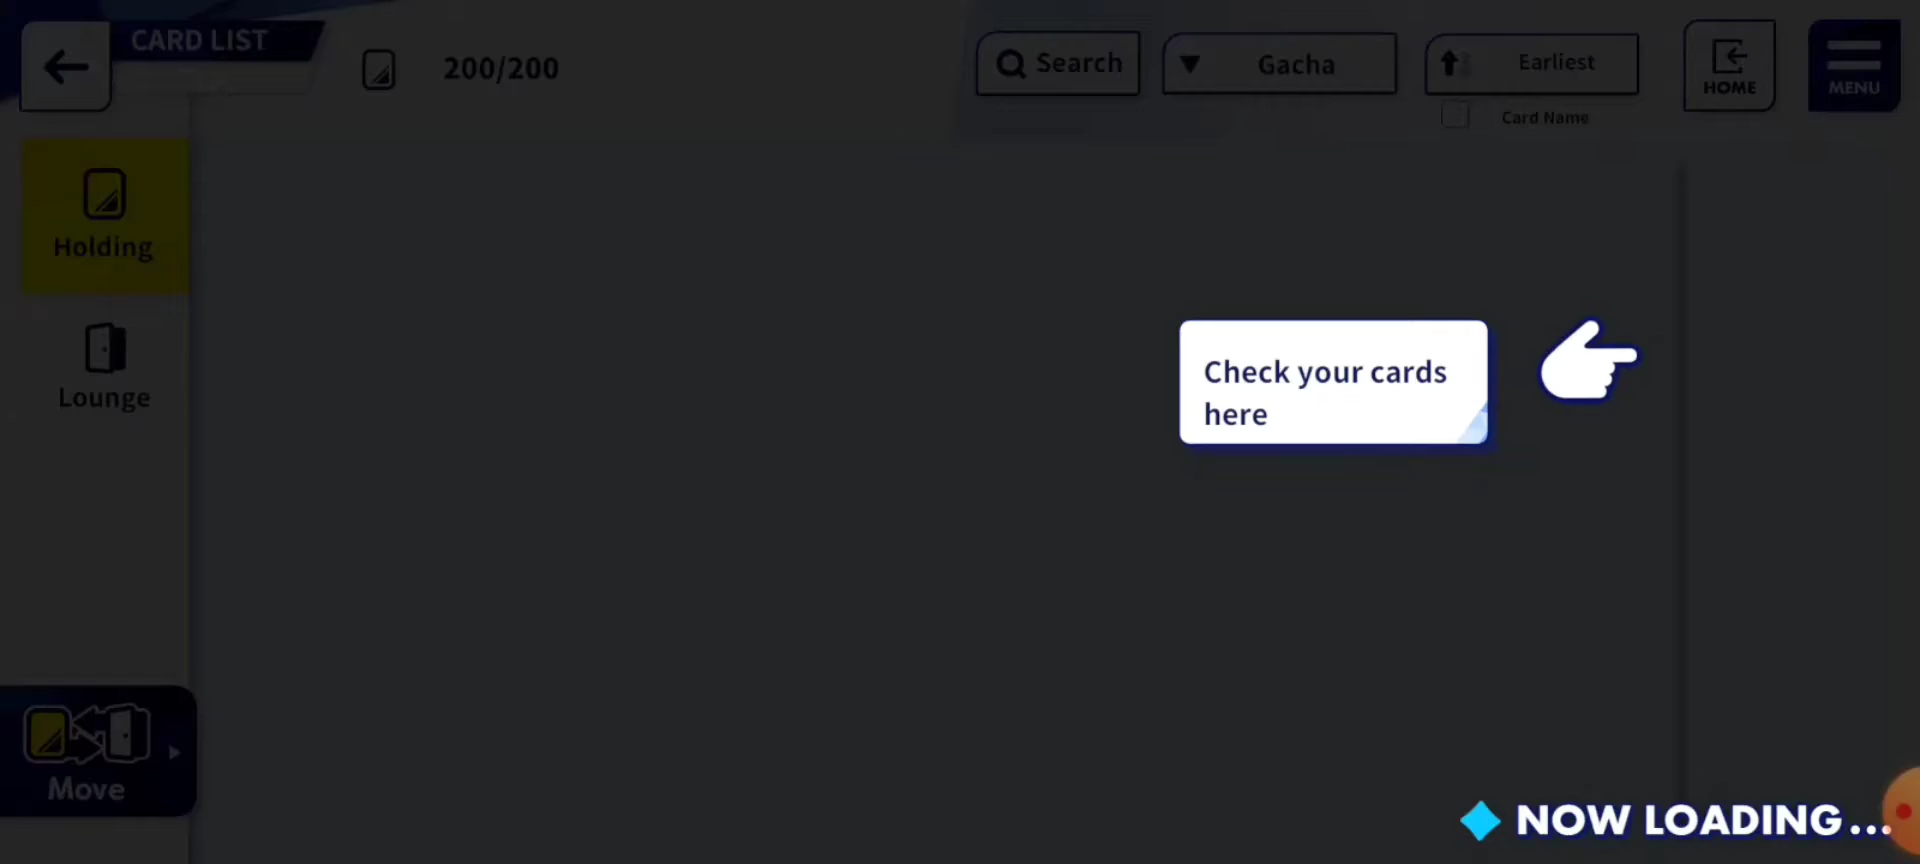 CARD LIST
200/200
Search
Gacha
Earliest
Card Name
HOME
MENU
Holding
Lounge
Check your cards
here
Move
NOW LOADING...